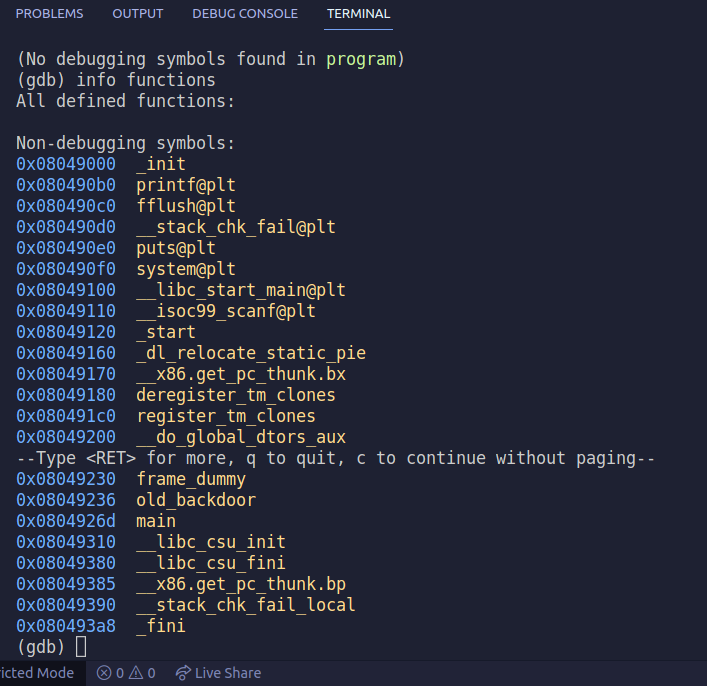 PROBLEMS OUTPUT DEBUG CONSOLE TERMINAL
(No debugging symbols found in program)
(gdb) info functions
All defined functions:
Non-debugging symbols:
0x08049000  _init
0x080490b0  printf@plt
0x080490c0  fflush@plt
0x080490d0  __stack_chk_fail@plt
0x080490e0  puts@plt
0x080490f0  system@plt
0x08049100  __libc_start_main@plt
0x08049110  __isoc99_scanf@plt
0x08049120  _start
0x08049160  _dl_relocate_static_pie
0x08049170  __x86.get_pc_thunk.bx
0x08049180  deregister_tm_clones
0x080491c0  register_tm_clones
0x08049200  __do_global_dtors_aux
--Type <RET> for more, q to quit, c to continue without paging--
0x08049230  frame_dummy
0x08049236  old_backdoor
0x0804926d  main
0x08049310  __libc_csu_init
0x08049380  __libc_csu_fini
0x08049385  __x86.get_pc_thunk.bp
0x08049390  __stack_chk_fail_local
0x080493a8  _fini
(gdb)
ricted Mode 0 0 Live Share